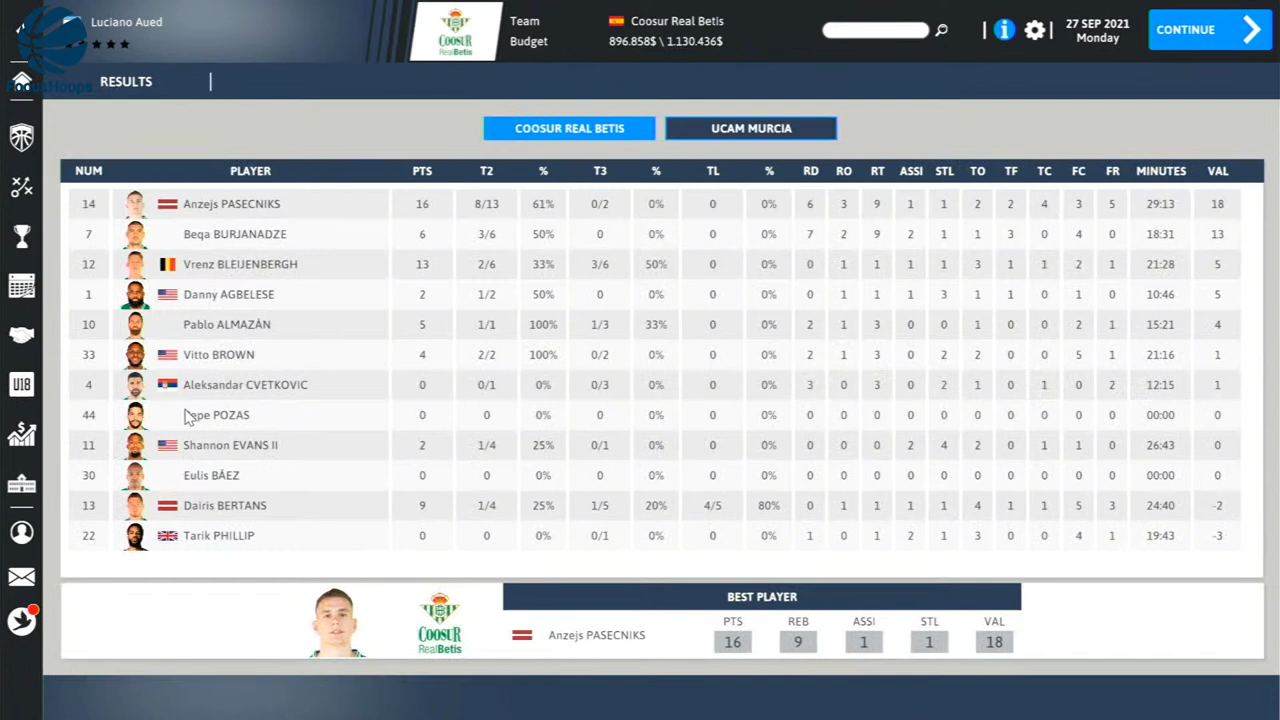 Luciano Aued
Team
Budget
Coosur Real Betis
896.858$ \ 1.130.436$
27 SEP 2021
Monday
CONTINUE
COOSUR
RealBetis
RESULTS
COOSUR REAL BETIS UCAM MURCIA
NUM PLAYER PTS T2 % T3 % TL % RD RO RT ASSI STL TO TF TC FC FR MINUTES VAL
14 Anzejs PASECNIKS 16 8/13 61% 0/2 0% 0 0% 6 3 9 1 1 2 2 4 3 5 29:13 18
7 Beqa BURJANADZE 6 3/6 50% 0 0% 0 0% 7 2 9 2 1 1 3 0 4 0 18:31 13
12 Vrenz BLEIJENBERGH 13 2/6 33% 3/6 50% 0 0% 0 1 1 1 1 3 1 1 2 1 21:28 5
1 Danny AGBELESE 2 1/2 50% 0 0% 0 0% 0 1 1 1 3 1 1 0 1 0 10:46 5
10 Pablo ALMAZÁN 5 1/1 100% 1/3 33% 0 0% 2 1 3 0 0 1 0 0 2 1 15:21 4
33 Vitto BROWN 4 2/2 100% 0/2 0% 0 0% 2 1 3 0 2 2 0 0 5 1 21:16 1
4 Aleksandar CVETKOVIC 0 0/1 0% 0/3 0% 0 0% 3 0 3 0 2 1 0 1 0 2 12:15 1
44 POZAS 0 0 0% 0 0% 0 0% 0 0 0 0 0 0 0 0 0 0 00:00 0
11 Shannon EVANS II 2 1/4 25% 0/1 0% 0 0% 0 0 0 2 4 2 0 1 1 0 26:43 0
30 Eulis BÁEZ 0 0 0% 0 0% 0 0% 0 0 0 0 0 0 0 0 0 0 00:00 0
13 Dairis BERTANS 9 1/4 25% 1/5 20% 4/5 80% 0 1 1 1 1 4 1 1 5 3 24:40 -2
22 Tarik PHILLIP 0 0 0% 0/1 0% 0 0% 1 0 1 2 1 3 0 0 4 1 19:43 -3
U18
BEST PLAYER
PTS REB ASSI STL VAL
Anzejs PASECNIKS 16 9 1 1 18
COOSUR
RealBetis